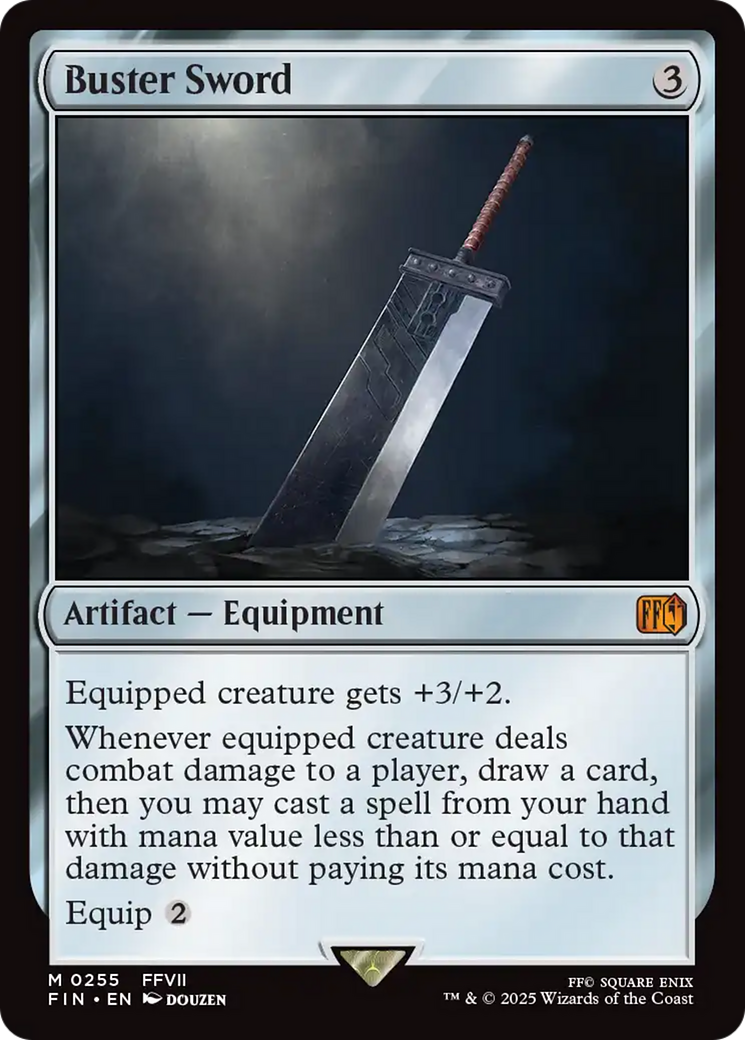 Buster Sword 3
Artifact — Equipment FF
Equipped creature gets +3/+2.
Whenever equipped creature deals
combat damage to a player, draw a card,
then you may cast a spell from your hand
with mana value less than or equal to that
damage without paying its mana cost.
Equip 2
M 0255 FFVII
FIN • EN DOUZEN
FF© SQUARE ENIX
™ & © 2025 Wizards of the Coast